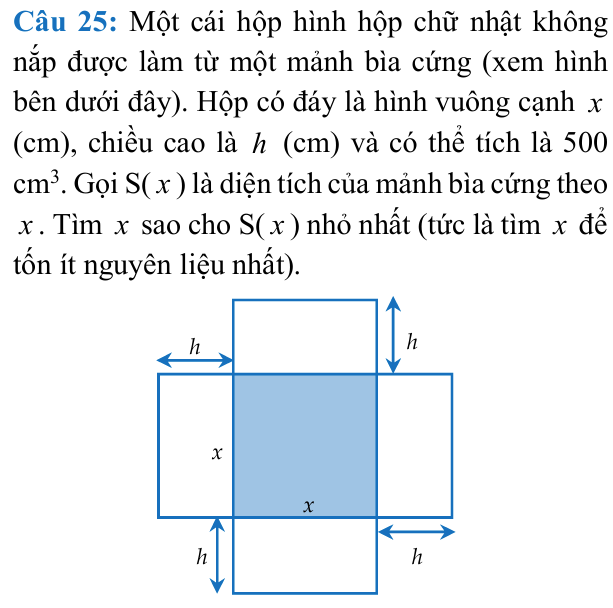 Câu 25: Một cái hộp hình hộp chữ nhật không
nắp được làm từ một mảnh bìa cứng (xem hình
bên dưới đây). Hộp có đáy là hình vuông cạnh x
(cm), chiều cao là h (cm) và có thể tích là 500
cm³. Gọi S(x) là diện tích của mảnh bìa cứng theo
x. Tìm x sao cho S(x) nhỏ nhất (tức là tìm x để
tốn ít nguyên liệu nhất).
h
h
x
x
h
h